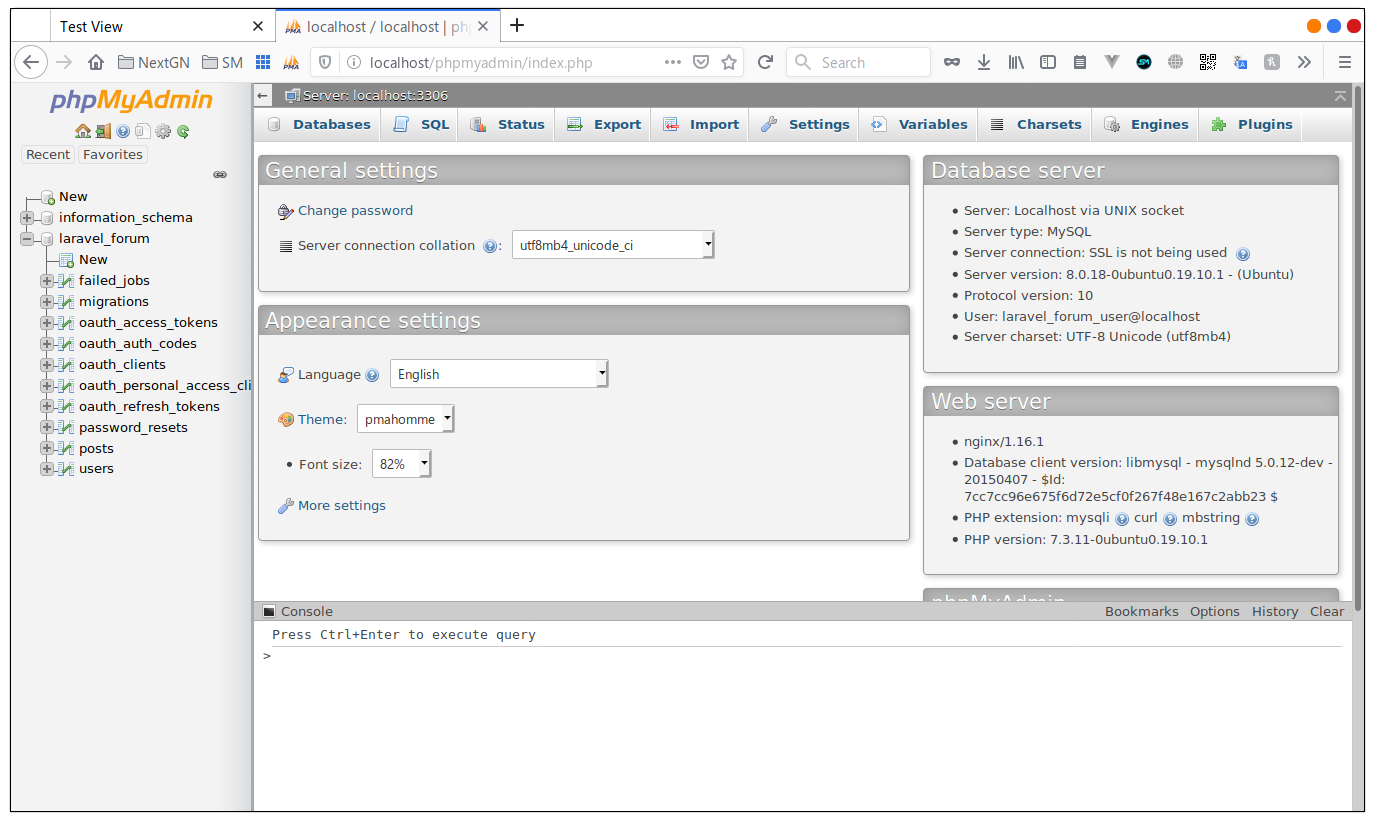 Test View
localhost / localhost | php
NextGN SM localhost/phpmyadmin/index.php Search
phpMyAdmin
Recent Favorites
New
information_schema
laravel_forum
New
failed_jobs
migrations
oauth_access_tokens
oauth_auth_codes
oauth_clients
oauth_personal_access_cli
oauth_refresh_tokens
password_resets
posts
users
Server: localhost:3306
Databases SQL Status Export Import Settings Variables Charsets Engines Plugins
General settings
Change password
Server connection collation : utf8mb4_unicode_ci
Appearance settings
Language English
Theme: pmahomme
• Font size: 82%
More settings
Database server
• Server: Localhost via UNIX socket
• Server type: MySQL
• Server connection: SSL is not being used
• Server version: 8.0.18-0ubuntu0.19.10.1 - (Ubuntu)
• Protocol version: 10
• User: laravel_forum_user@localhost
• Server charset: UTF-8 Unicode (utf8mb4)
Web server
• nginx/1.16.1
• Database client version: libmysql - mysqlnd 5.0.12-dev -
20150407 - $Id:
7cc7cc96e675f6d72e5cf0f267f48e167c2abb23 $
• PHP extension: mysqli curl mbstring
• PHP version: 7.3.11-0ubuntu0.19.10.1
phpMyAdmin
Console Bookmarks Options History Clear
Press Ctrl+Enter to execute query
>